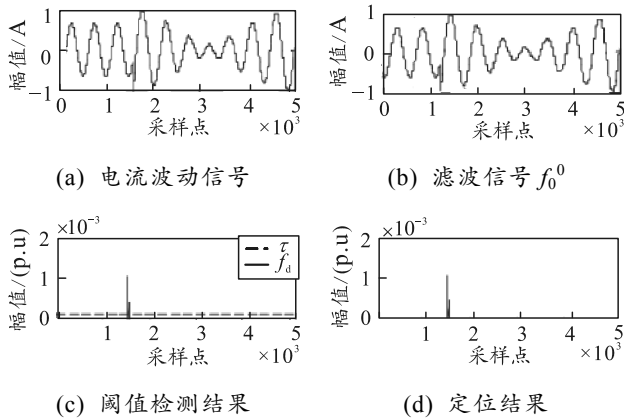 幅值/A
1
0
−1
0
1
2
3
4
5
采样点
×10³
(a) 电流波动信号
幅值/A
1
0
−1
0
1
2
3
4
5
采样点
×10³
(b) 滤波信号 f₀⁰
×10⁻³
幅值/(p.u)
2
1
0
τ
f_d
0
1
2
3
4
5
采样点
×10³
(c) 阈值检测结果
×10⁻³
幅值/(p.u)
2
1
0
1
2
3
4
5
采样点
×10³
(d) 定位结果